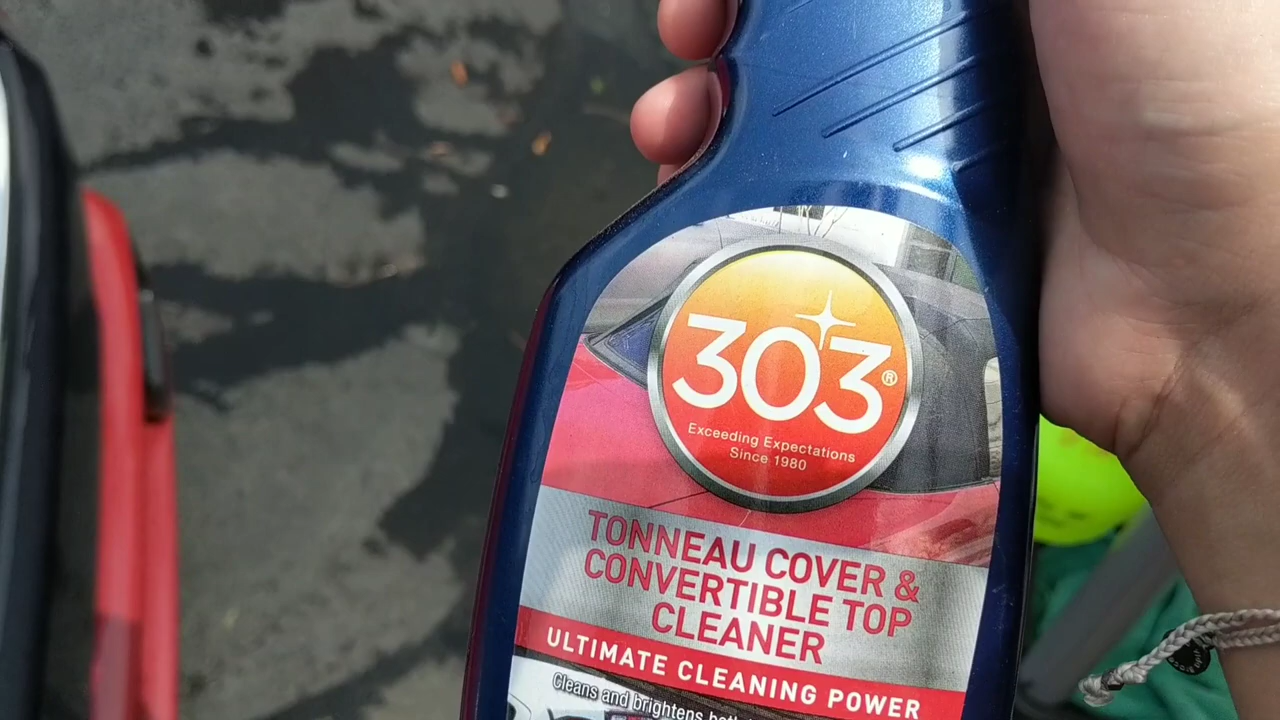 303®
Exceeding Expectations
Since 1980
TONNEAU COVER &
CONVERTIBLE TOP
CLEANER
ULTIMATE CLEANING POWER
Cleans and brightens